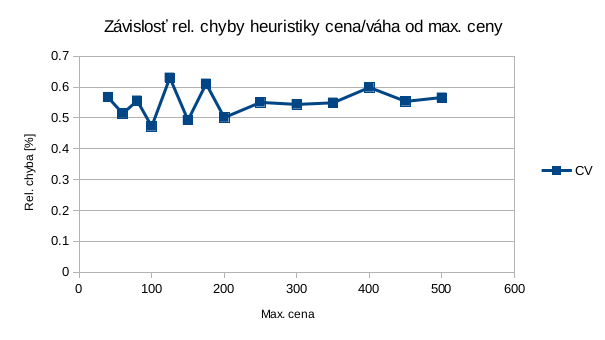 Závislosť rel. chyby heuristiky cena/váha od max. ceny
0.7
0.6
0.5
0.4
0.3
0.2
0.1
0
Rel. chyba [%]
CV
0 100 200 300 400 500 600
Max. cena